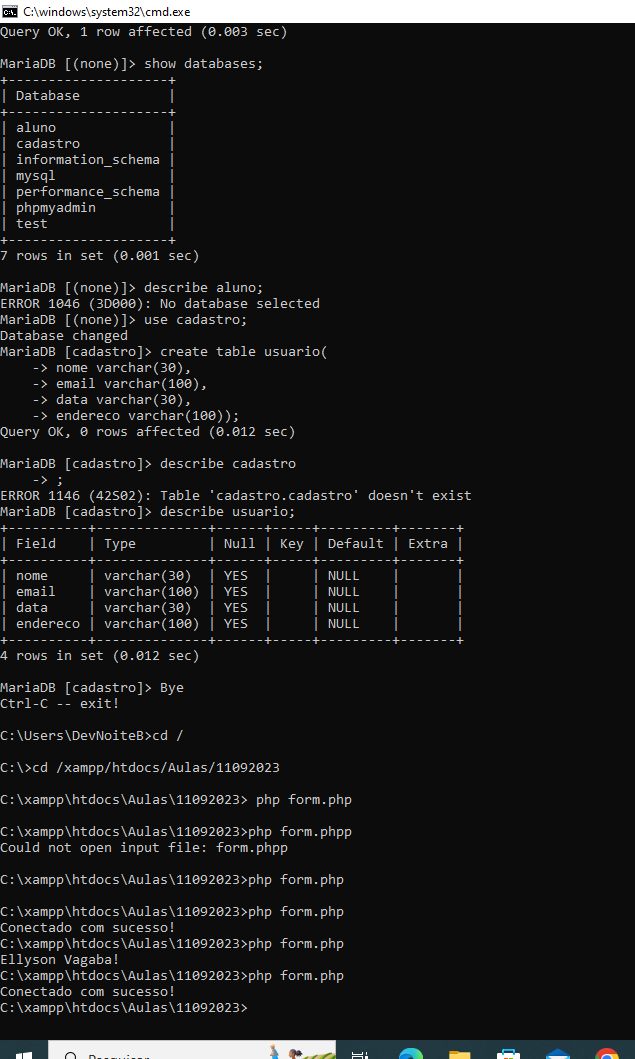 C:\windows\system32\cmd.exe
Query OK, 1 row affected (0.003 sec)
MariaDB [(none)]> show databases;
+--------------------+
| Database           |
+--------------------+
| aluno              |
| cadastro           |
| information_schema |
| mysql              |
| performance_schema |
| phpmyadmin         |
| test               |
+--------------------+
7 rows in set (0.001 sec)
MariaDB [(none)]> describe aluno;
ERROR 1046 (3D000): No database selected
MariaDB [(none)]> use cadastro;
Database changed
MariaDB [cadastro]> create table usuario(
    -> nome varchar(30),
    -> email varchar(100),
    -> data varchar(30),
    -> endereco varchar(100));
Query OK, 0 rows affected (0.012 sec)
MariaDB [cadastro]> describe cadastro
    -> ;
ERROR 1146 (42S02): Table 'cadastro.cadastro' doesn't exist
MariaDB [cadastro]> describe usuario;
+----------+--------------+------+-----+---------+-------+
| Field    | Type         | Null | Key | Default | Extra |
+----------+--------------+------+-----+---------+-------+
| nome     | varchar(30)  | YES  |     | NULL    |       |
| email    | varchar(100) | YES  |     | NULL    |       |
| data     | varchar(30)  | YES  |     | NULL    |       |
| endereco | varchar(100) | YES  |     | NULL    |       |
+----------+--------------+------+-----+---------+-------+
4 rows in set (0.012 sec)
MariaDB [cadastro]> Bye
Ctrl-C -- exit!
C:\Users\DevNoiteB>cd /
C:\>cd /xampp/htdocs/Aulas/11092023
C:\xampp\htdocs\Aulas\11092023> php form.php
C:\xampp\htdocs\Aulas\11092023>php form.phpp
Could not open input file: form.phpp
C:\xampp\htdocs\Aulas\11092023>php form.php
C:\xampp\htdocs\Aulas\11092023>php form.php
Conectado com sucesso!
C:\xampp\htdocs\Aulas\11092023>php form.php
Ellyson Vagaba!
C:\xampp\htdocs\Aulas\11092023>php form.php
Conectado com sucesso!
C:\xampp\htdocs\Aulas\11092023>
Pesquisar